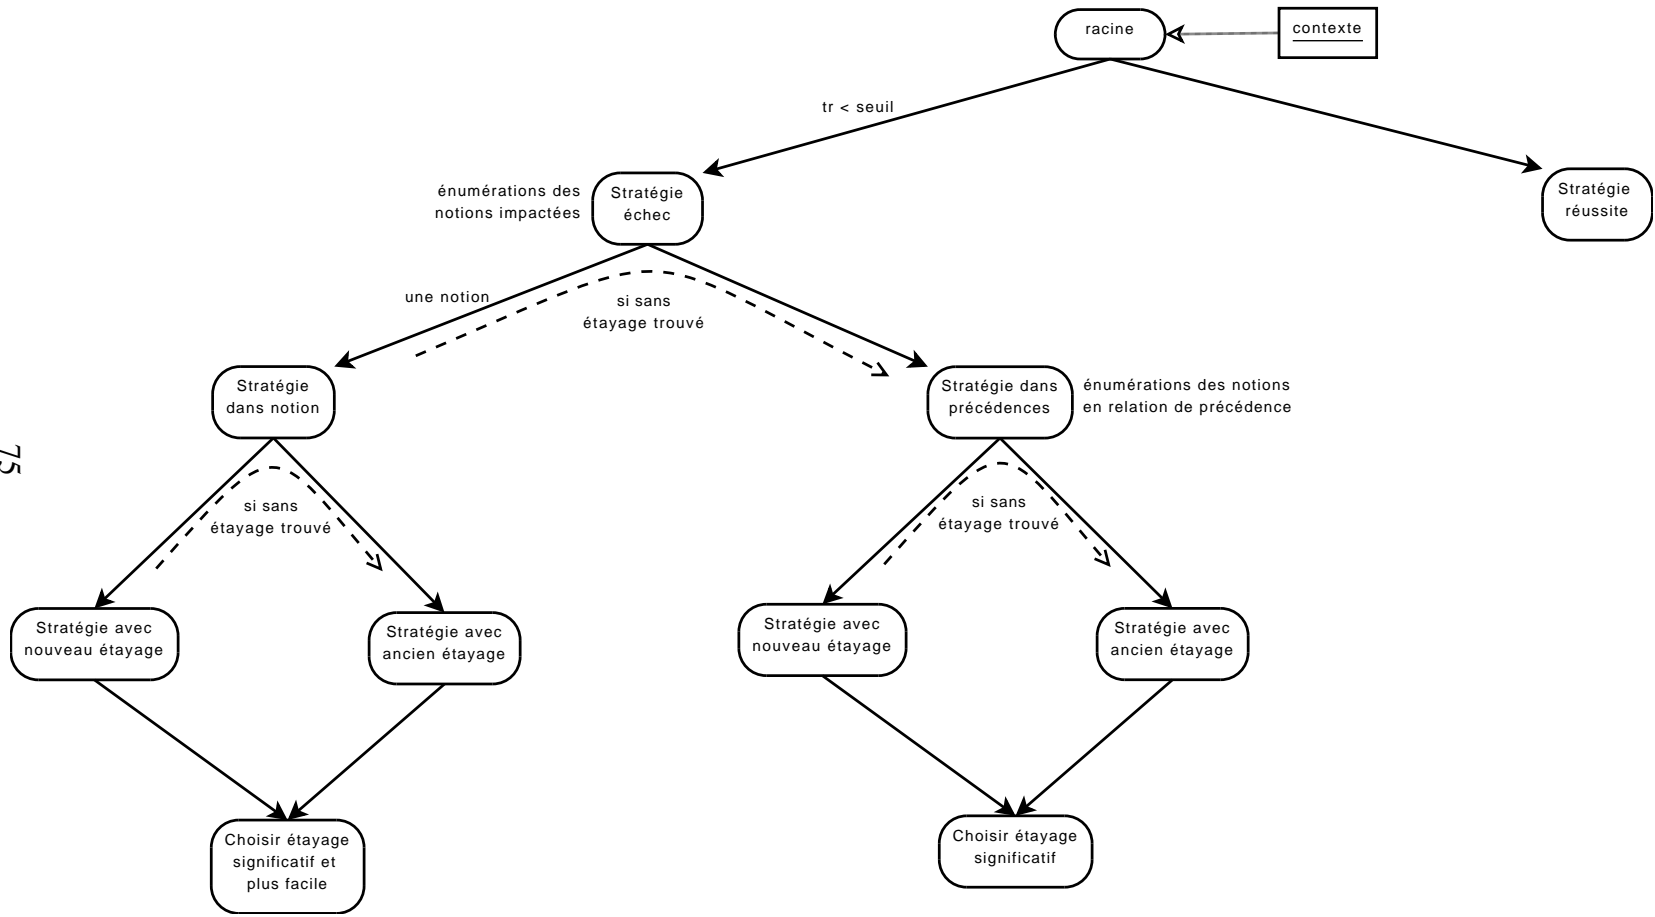 racine
contexte
tr < seuil
énumérations des
notions impactées
Stratégie
échec
Stratégie
réussite
une notion
si sans
étayage trouvé
Stratégie
dans notion
Stratégie dans
précédences
énumérations des notions
en relation de précédence
75
si sans
étayage trouvé
si sans
étayage trouvé
Stratégie avec
nouveau étayage
Stratégie avec
ancien étayage
Stratégie avec
nouveau étayage
Stratégie avec
ancien étayage
Choisir étayage
significatif et
plus facile
Choisir étayage
significatif